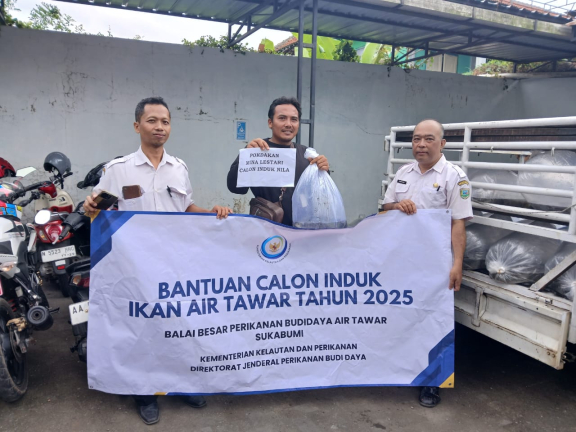 POKDAKAN
BINA LESTARI
CALON INDUK NILA
BANTUAN CALON INDUK
IKAN AIR TAWAR TAHUN 2025
BALAI BESAR PERIKANAN BUDIDAYA AIR TAWAR
SUKABUMI
KEMENTERIAN KELAUTAN DAN PERIKANAN
DIREKTORAT JENDERAL PERIKANAN BUDI DAYA
AA